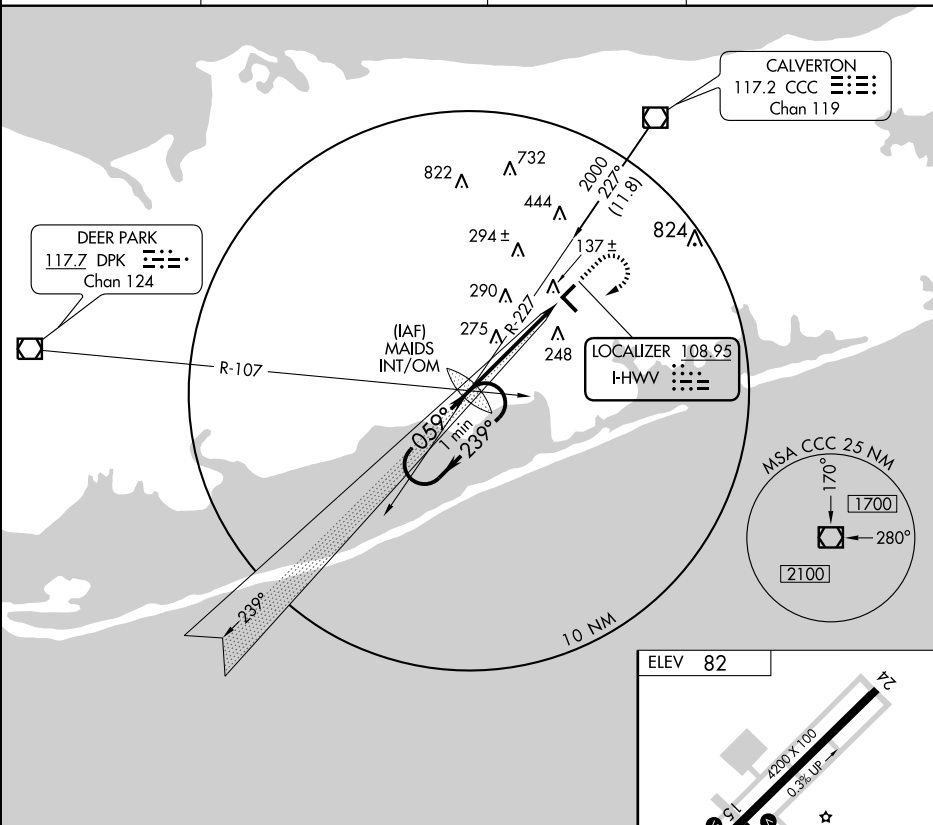 CALVERTON
117.2 CCC
Chan 119
822
732
2000
227°
(11.8)
444
824
294 ±
137 ±
DEER PARK
117.7 DPK
Chan 124
290
R-227
275
248
(IAF)
MAIDS
INT/OM
LOCALIZER 108.95
I-HWV
R-107
059°
1 min
239°
239°
10 NM
MSA CCC 25 NM
170°
1700
280°
2100
ELEV 82
24
4200 X 100
0.3% UP
15